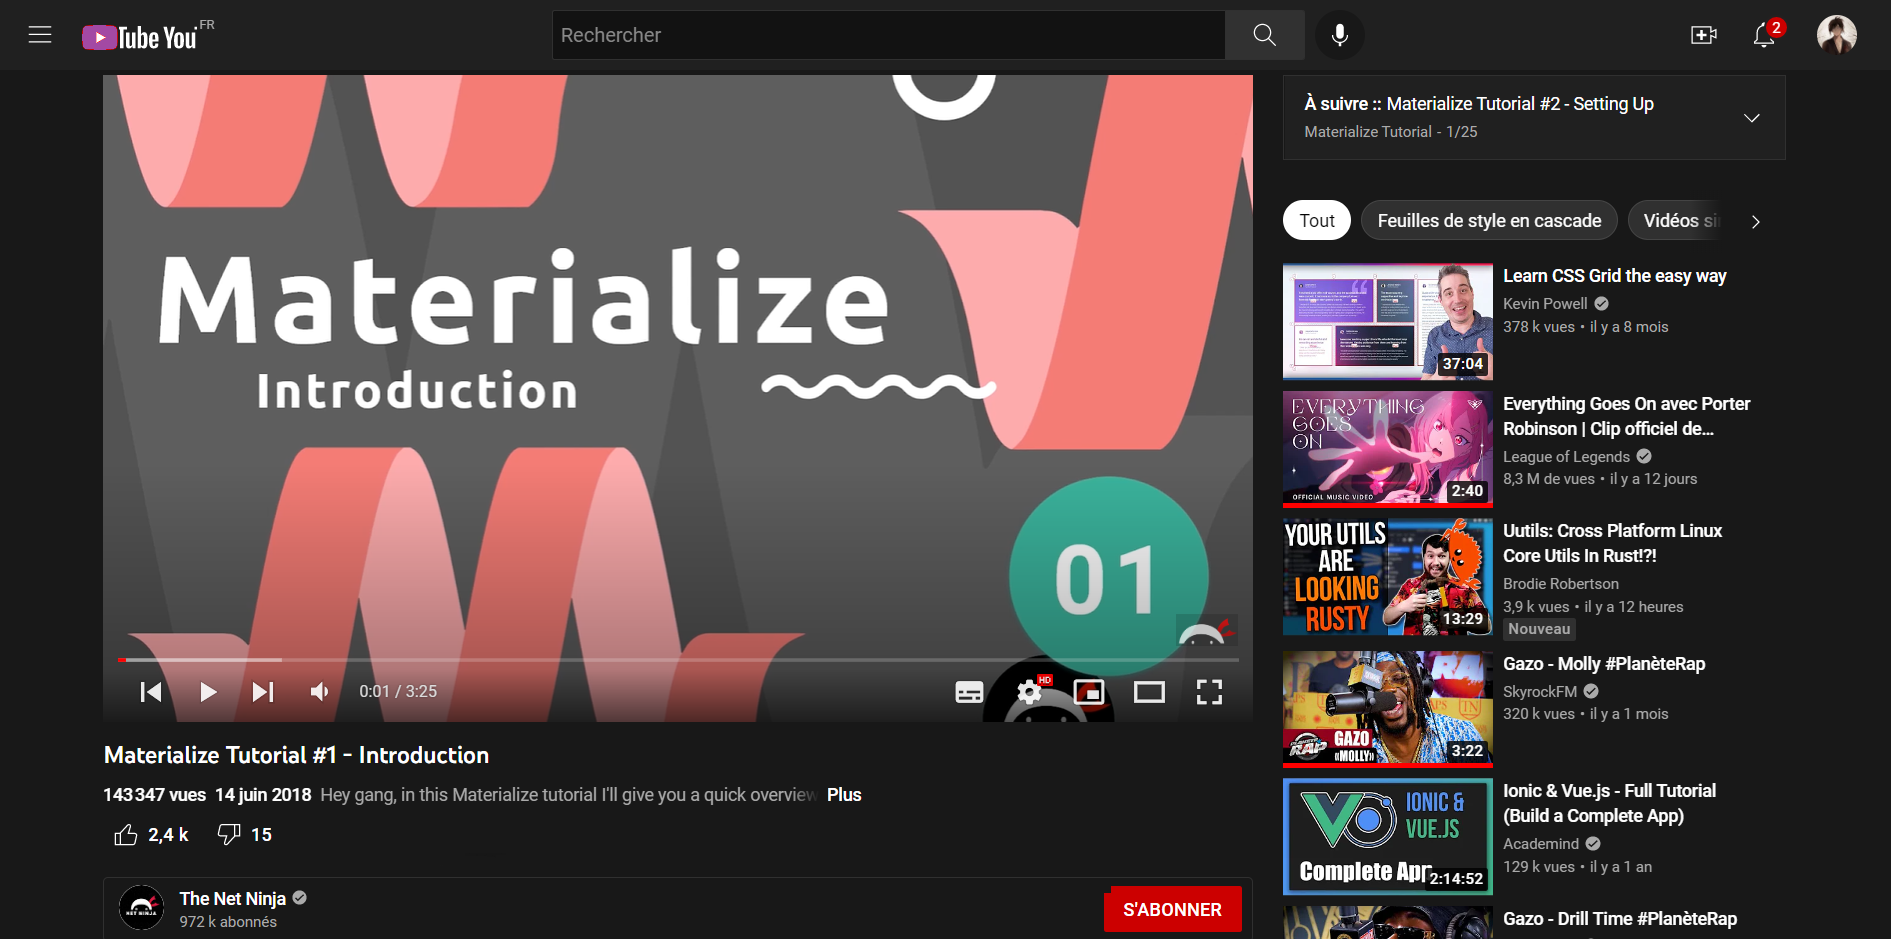 Tube You FR
Rechercher
2
Materialize
Introduction
01
HD
0:01 / 3:25
Materialize Tutorial #1 - Introduction
143 347 vues 14 juin 2018 Hey gang, in this Materialize tutorial I'll give you a quick overview Plus
2,4 k 15
NET NINJA
The Net Ninja
972 k abonnés
S'ABONNER
À suivre :: Materialize Tutorial #2 - Setting Up
Materialize Tutorial - 1/25
Tout Feuilles de style en cascade Vidéos
37:04
Learn CSS Grid the easy way
Kevin Powell
378 k vues • il y a 8 mois
EVERYTHING
GOES
ON
OFFICIAL MUSIC VIDEO
2:40
Everything Goes On avec Porter
Robinson | Clip officiel de...
League of Legends
8,3 M de vues • il y a 12 jours
YOUR UTILS
ARE
LOOKING
RUSTY
13:29
Uutils: Cross Platform Linux
Core Utils In Rust!?!
Brodie Robertson
3,9 k vues • il y a 12 heures
Nouveau
PLANÈTE
RAP
GAZO
«MOLLY»
3:22
Gazo - Molly #PlanèteRap
SkyrockFM
320 k vues • il y a 1 mois
IONIC &
VUE.JS
Complete App
2:14:52
Ionic & Vue.js - Full Tutorial
(Build a Complete App)
Academind
129 k vues • il y a 1 an
Gazo - Drill Time #PlanèteRap